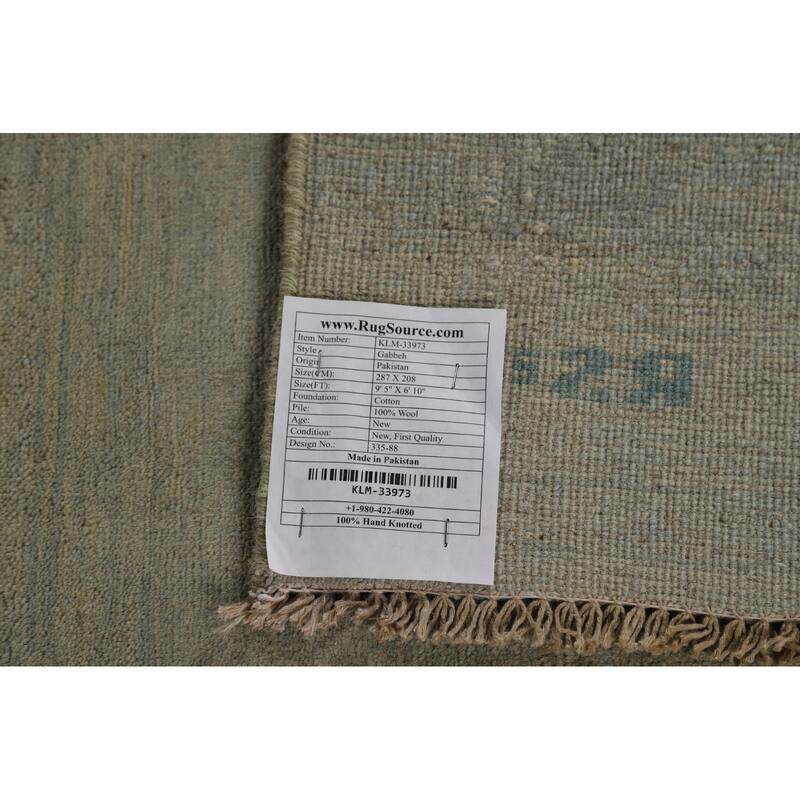 www.RugSource.com
Item Number: KLM-33973
Style Gabbeh
Origin Pakistan
Size(CM): 287 X 208
Size(FT): 9' 5" X 6' 10"
Foundation: Cotton
Pile: 100% Wool
Age: New
Condition: New, First Quality
Design No.: 335-88
Made in Pakistan
KLM-33973
+1-980-422-4080
100% Hand Knotted